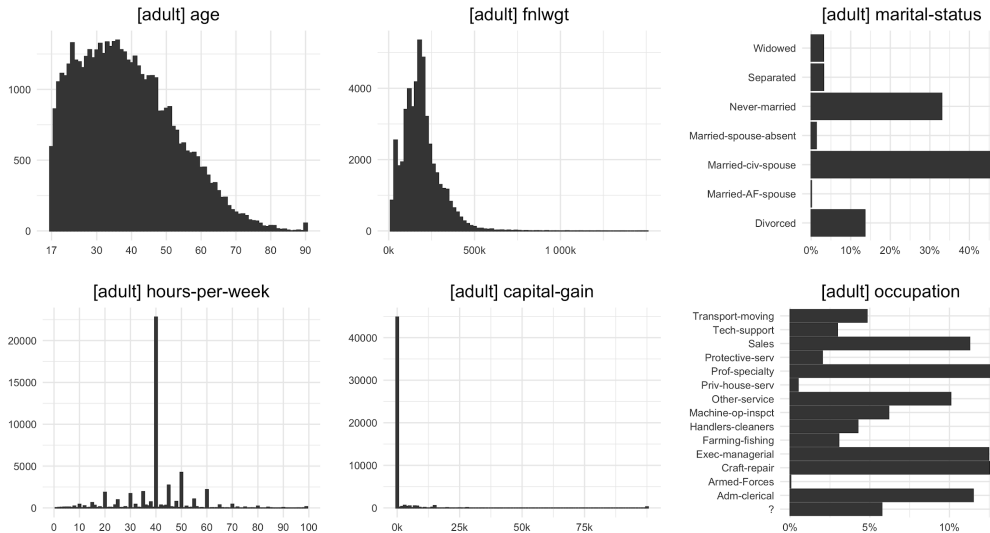 [adult] age
1000
500
0
17 30 40 50 60 70 80 90
[adult] fnlwgt
4000
2000
0
0k 500k 1000k
[adult] marital-status
Widowed
Separated
Never-married
Married-spouse-absent
Married-civ-spouse
Married-AF-spouse
Divorced
0% 10% 20% 30% 40%
[adult] hours-per-week
20000
15000
10000
5000
0
0 10 20 30 40 50 60 70 80 90 100
[adult] capital-gain
40000
30000
20000
10000
0
0k 25k 50k 75k
[adult] occupation
Transport-moving
Tech-support
Sales
Protective-serv
Prof-specialty
Priv-house-serv
Other-service
Machine-op-inspct
Handlers-cleaners
Farming-fishing
Exec-managerial
Craft-repair
Armed-Forces
Adm-clerical
?
0% 5% 10%